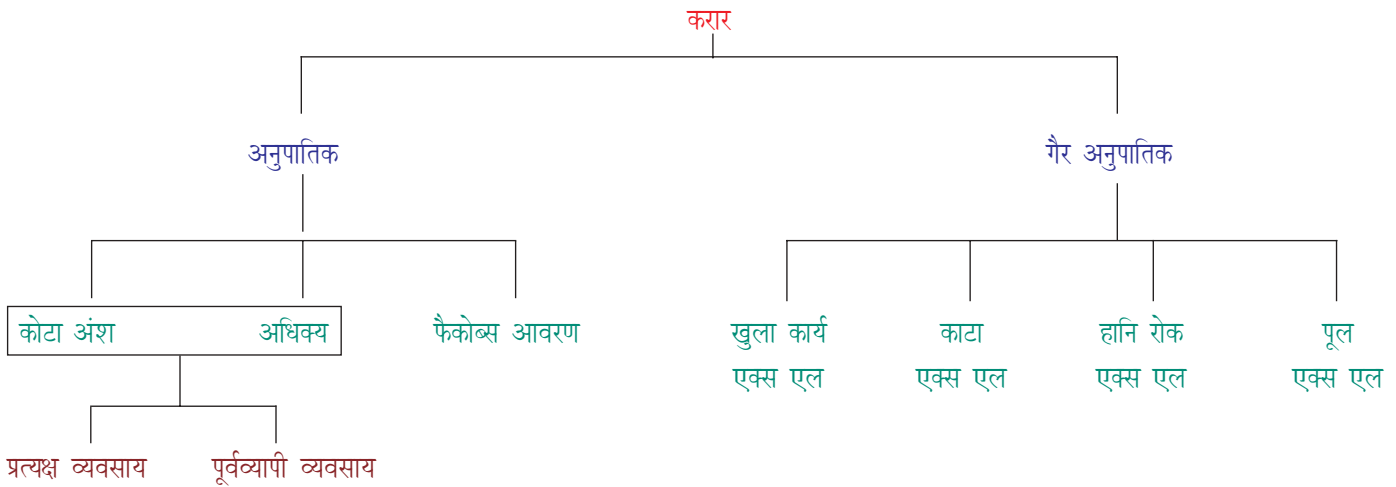 करार
अनुपातिक गैर अनुपातिक
कोटा अंश अधिक्य फैकोब्स आवरण खुला कार्य काटा हानि रोक पूल
एक्स एल एक्स एल एक्स एल एक्स एल
प्रत्यक्ष व्यवसाय पूर्वव्यापी व्यवसाय